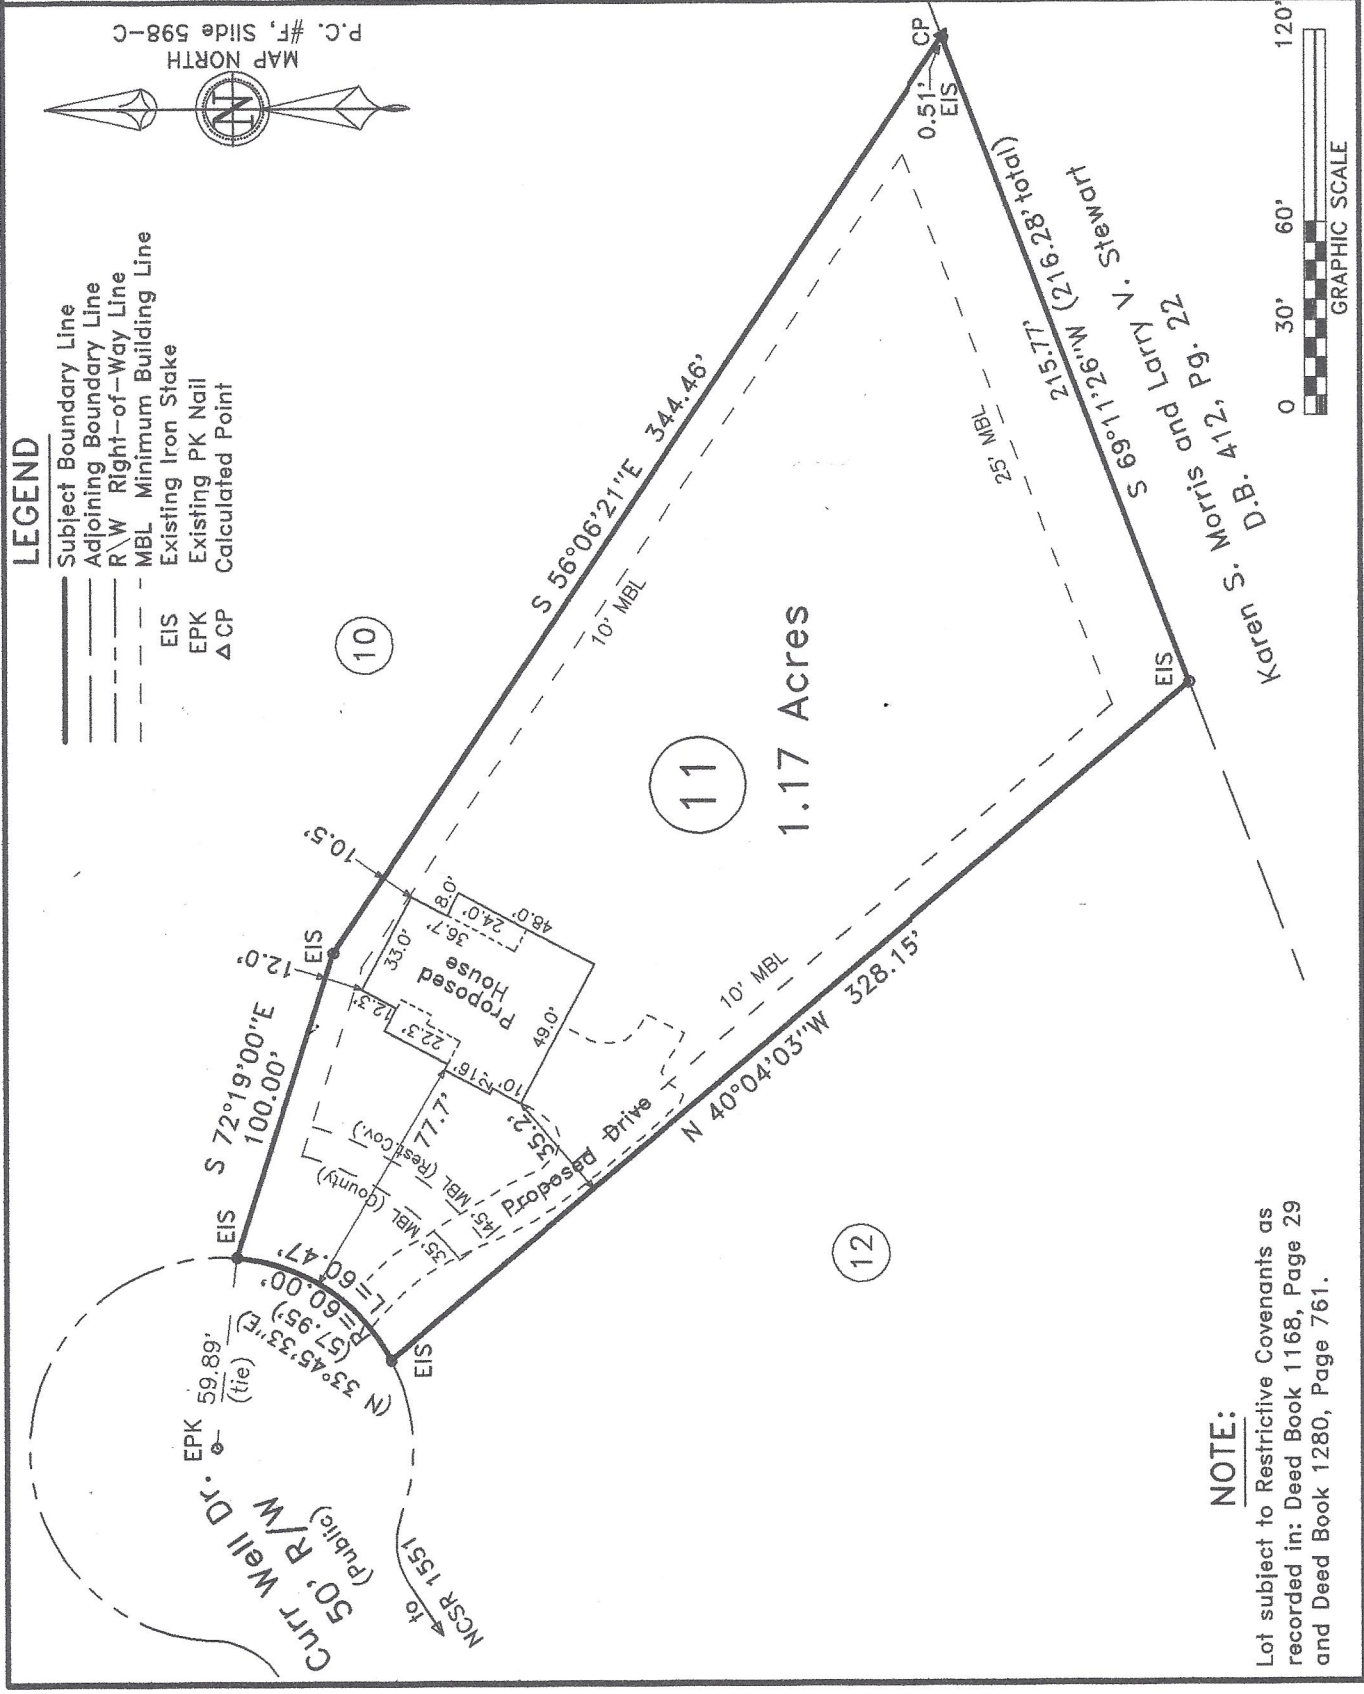 LEGEND
Subject Boundary Line
Adjoining Boundary Line
R\W Right-of-Way Line
MBL Minimum Building Line
EIS Existing Iron Stake
EPK Existing PK Nail
Δ CP Calculated Point
MAP NORTH
P.C. #F, Slide 598-C
N
Curr Well Dr.
50' R/W
(Public)
to
NCSR 1551
EPK
59.89'
(tie)
EIS
S 72°19'00"E
100.00'
12.0'
EIS
10.5'
10
S 56°06'21"E 344.46'
10' MBL
CP
0.51'
EIS
L=60.47'
R=60.00'
(57.95')
(N 33°45'33"E)
EIS
35' MBL (County)
45' MBL (Rest.Cov.)
77.7'
Proposed Drive
35.2'
Proposed
House
33.0'
36.7'
8.0'
24.0'
48.0'
12.3'
22.3'
16'
2'
10'
49.0'
11
1.17 Acres
25' MBL
10' MBL
N 40°04'03"W 328.15'
12
EIS
215.77'
S 69°11'26"W (216.28' total)
Karen S. Morris and Larry V. Stewart
D.B. 412, Pg. 22
NOTE:
Lot subject to Restrictive Covenants as
recorded in: Deed Book 1168, Page 29
and Deed Book 1280, Page 761.
0 30' 60' 120'
GRAPHIC SCALE